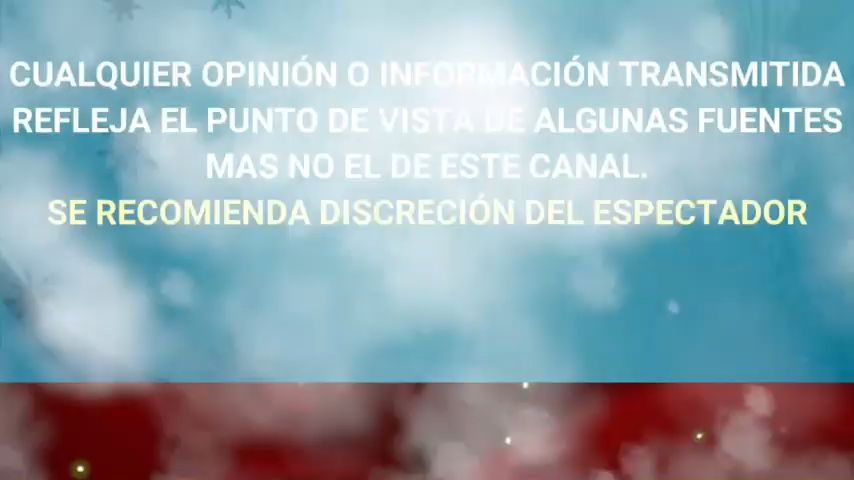 CUALQUIER OPINIÓN O INFORMACIÓN TRANSMITIDA
REFLEJA EL PUNTO DE VISTA DE ALGUNAS FUENTES
MAS NO EL DE ESTE CANAL.
SE RECOMIENDA DISCRECIÓN DEL ESPECTADOR